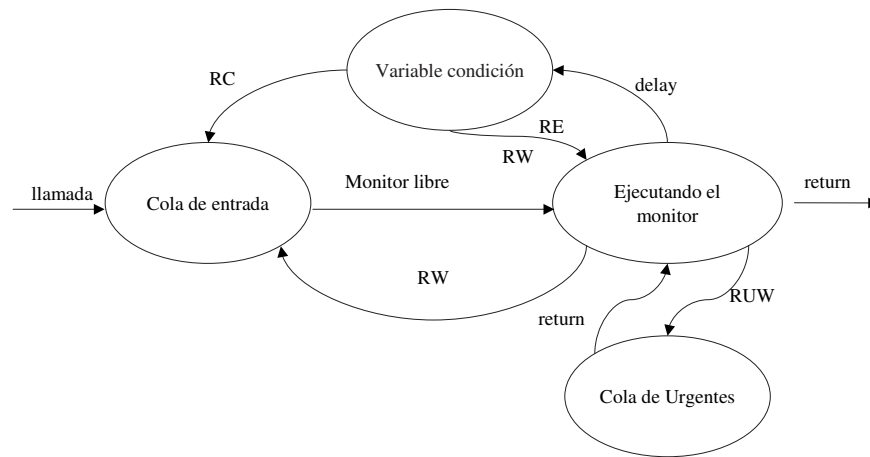 Variable condición
RC
delay
RE
RW
llamada
Cola de entrada
Monitor libre
Ejecutando el
monitor
return
RW
return
RUW
Cola de Urgentes